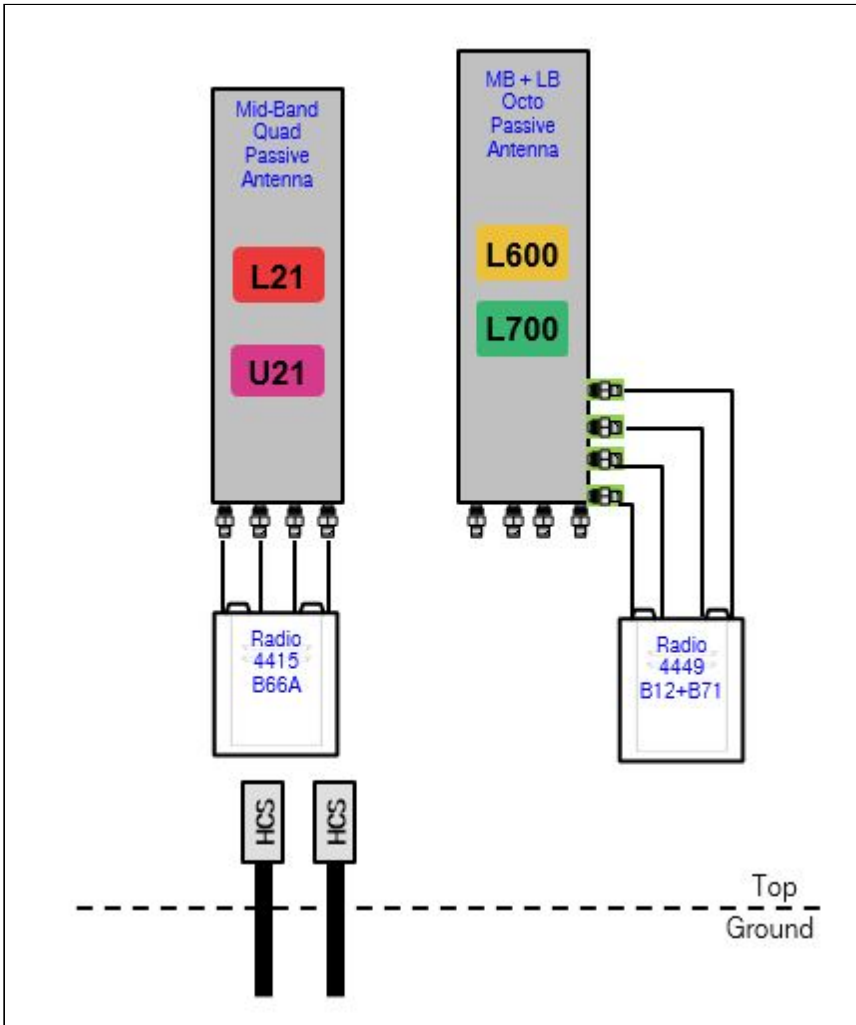 Mid-Band
Quad
Passive
Antenna
L21
U21
MB + LB
Octo
Passive
Antenna
L600
L700
Radio
4415
B66A
Radio
4449
B12+B71
HCS
HCS
Top
Ground